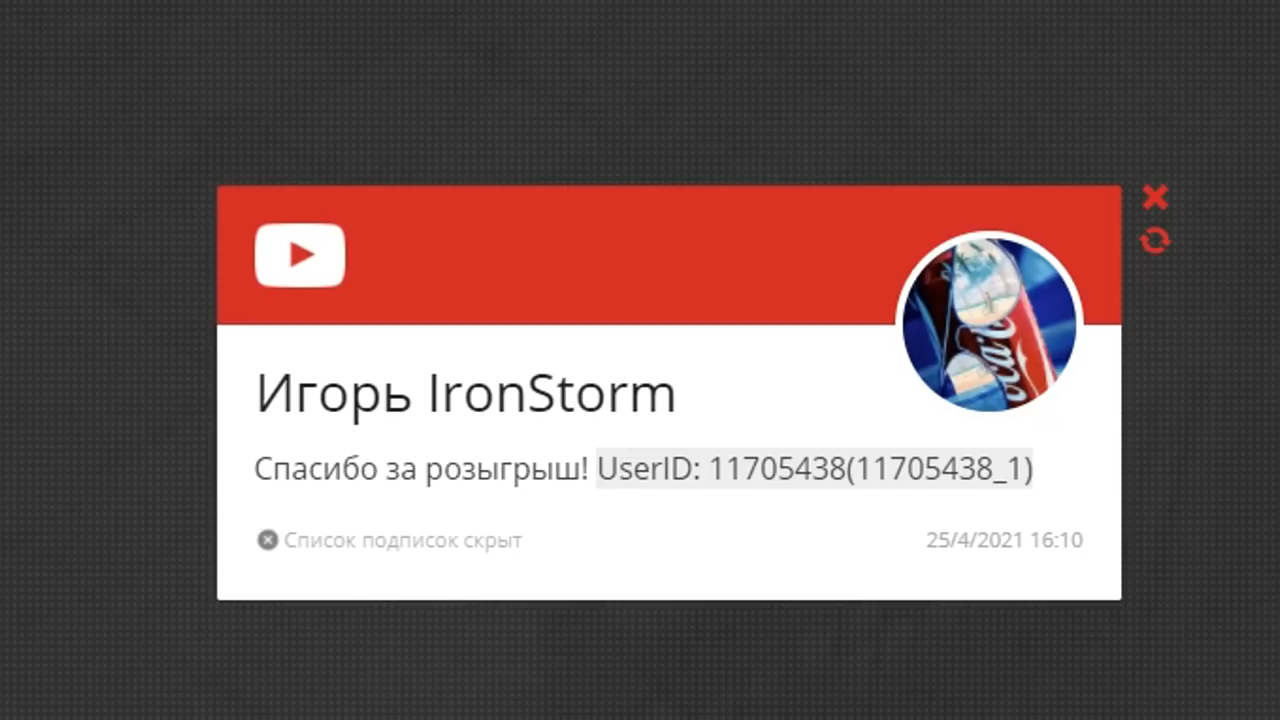 Игорь IronStorm
Спасибо за розыгрыш! UserID: 11705438(11705438_1)
Список подписок скрыт
25/4/2021 16:10